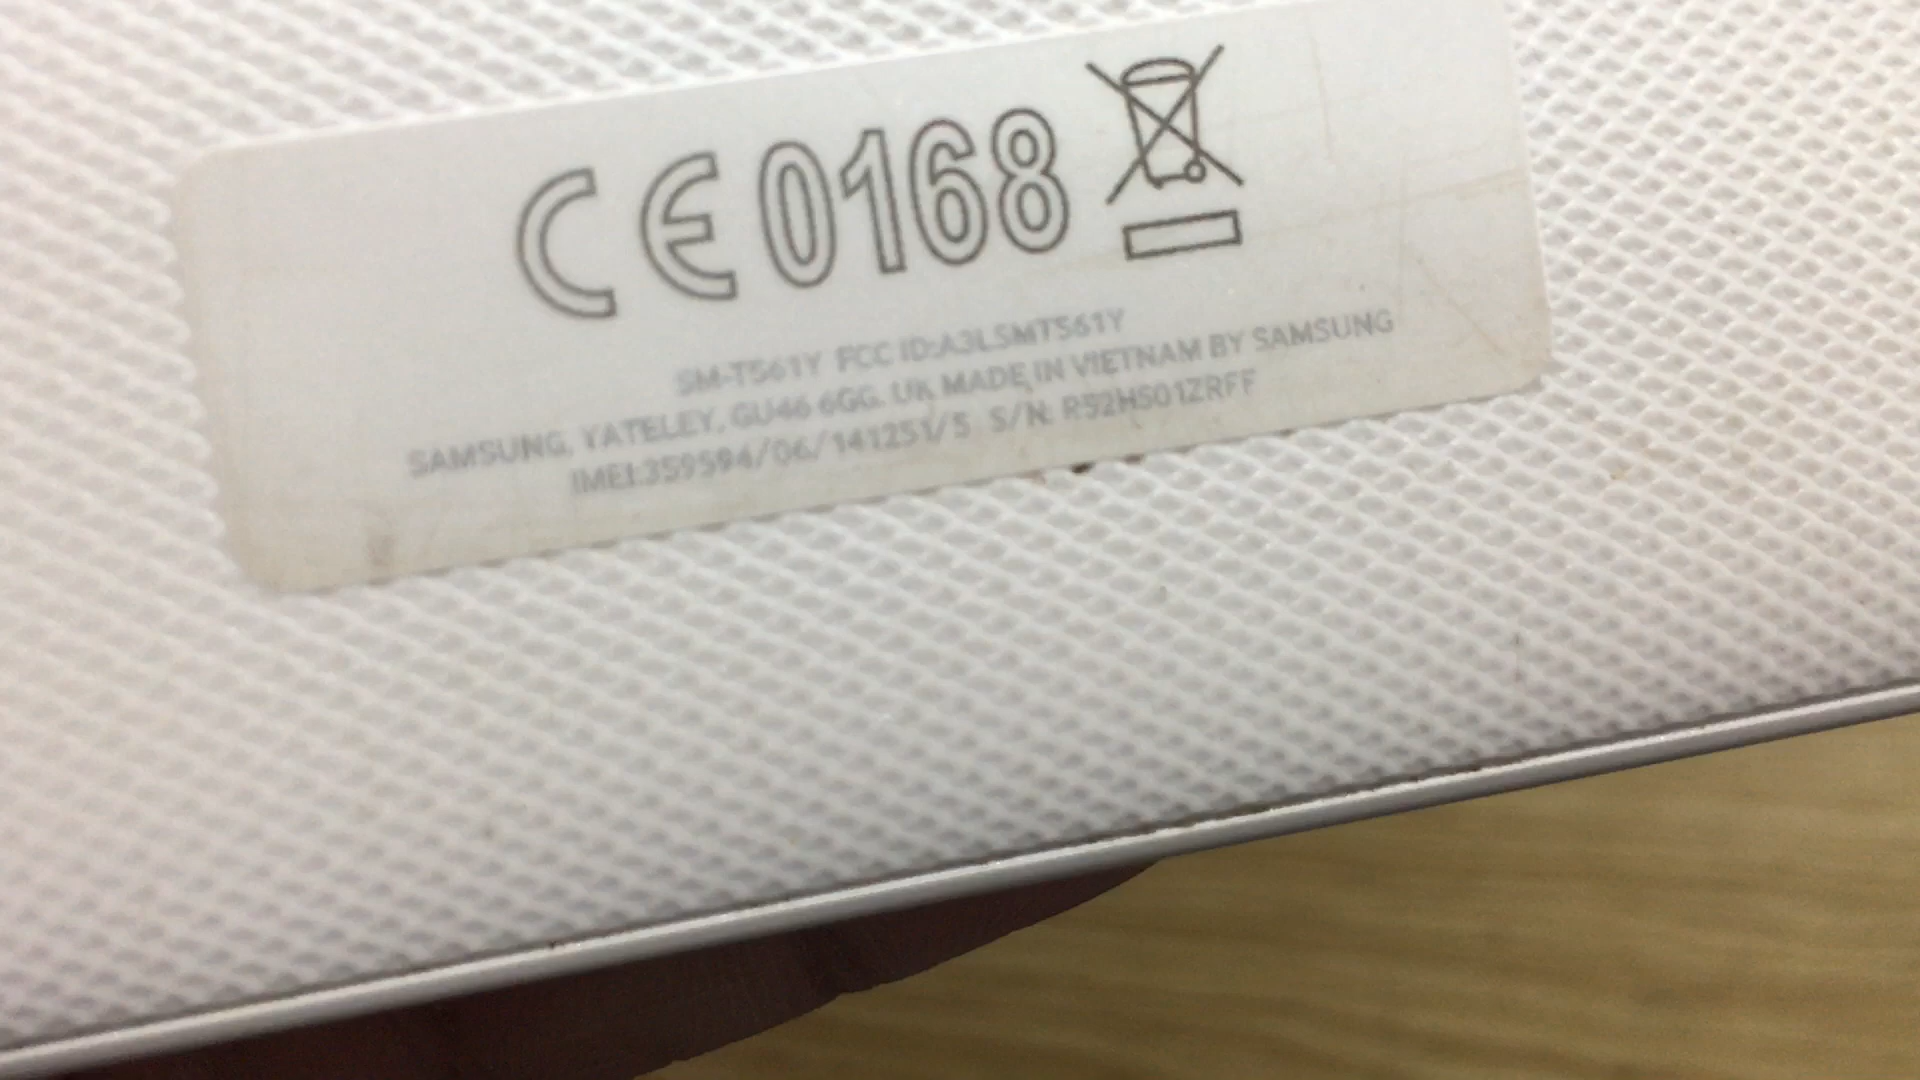 CE0168
SM-T561Y FCC ID:A3LSMT561Y
SAMSUNG, YATELEY, GU46 6GG. UK MADE IN VIETNAM BY SAMSUNG
IMEI:359594/06/141251/5 S/N: R52H501ZRFF